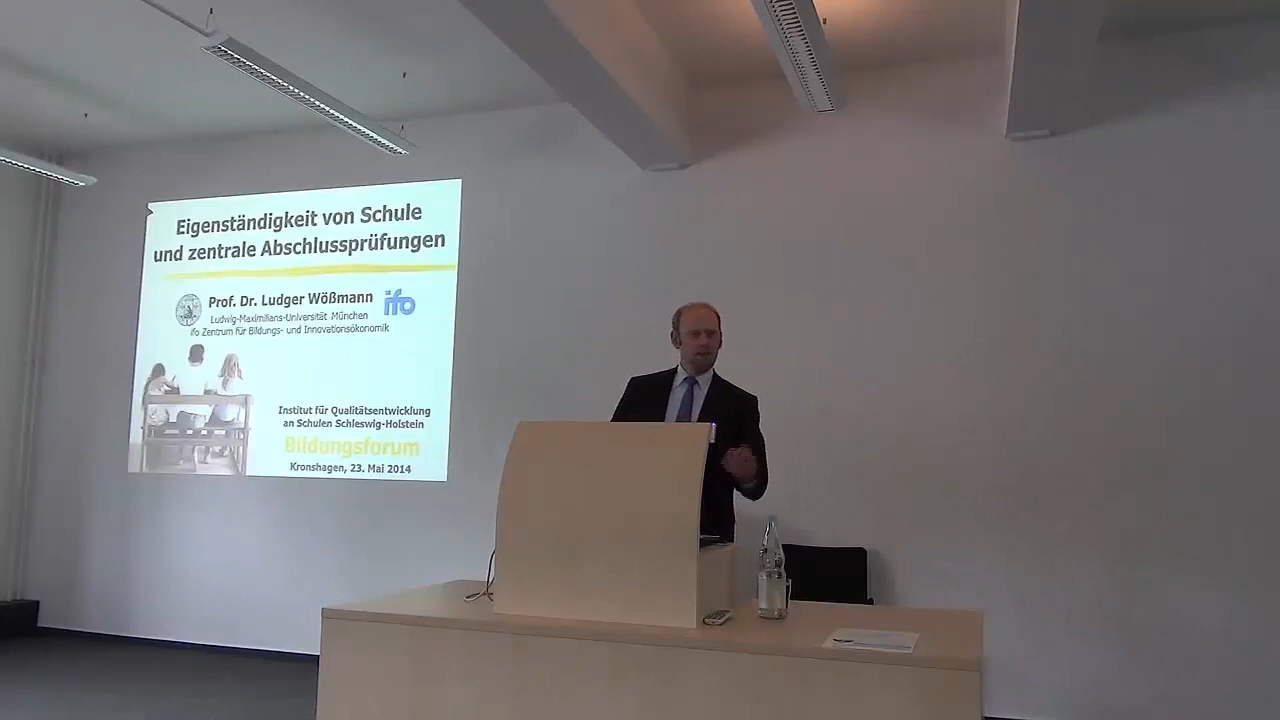 Eigenständigkeit von Schule
und zentrale Abschlussprüfungen
Prof. Dr. Ludger Wößmann
ifo
Ludwig-Maximilians-Universität München
ifo Zentrum für Bildungs- und Innovationsökonomik
Institut für Qualitätsentwicklung
an Schulen Schleswig-Holstein
Bildungsforum
Kronshagen, 23. Mai 2014